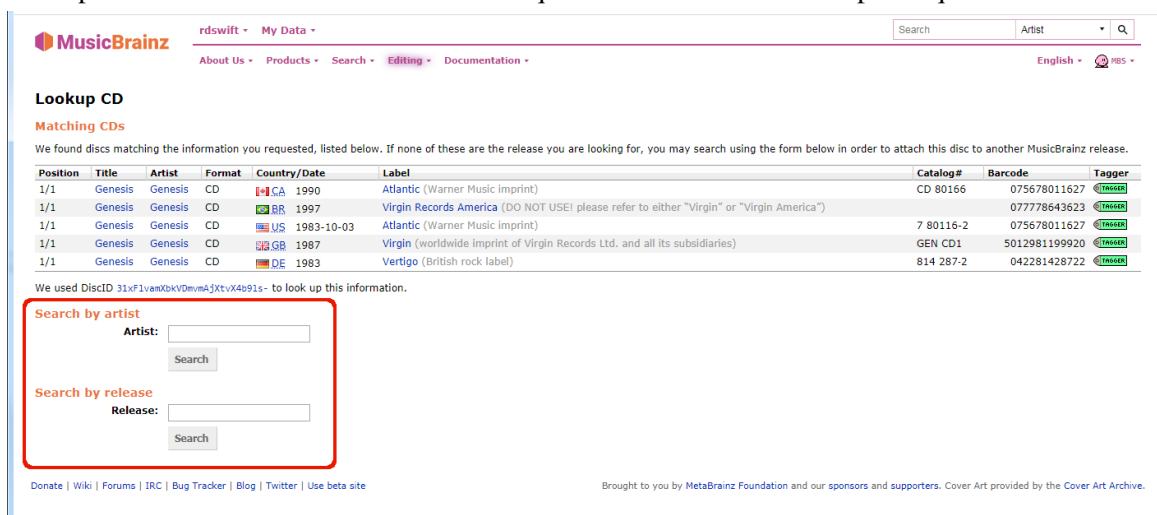 MusicBrainz
rdswift My Data
Search Artist
About Us Products Search Editing Documentation
English MBS
Lookup CD
Matching CDs
We found discs matching the information you requested, listed below. If none of these are the release you are looking for, you may search using the form below in order to attach this disc to another MusicBrainz release.
Position Title Artist Format Country/Date Label Catalog# Barcode Tagger
1/1 Genesis Genesis CD CA 1990 Atlantic (Warner Music imprint) CD 80166 075678011627 TAGGER
1/1 Genesis Genesis CD BR 1997 Virgin Records America (DO NOT USE! please refer to either "Virgin" or "Virgin America") 077778643623 TAGGER
1/1 Genesis Genesis CD US 1983-10-03 Atlantic (Warner Music imprint) 7 80116-2 075678011627 TAGGER
1/1 Genesis Genesis CD GB 1987 Virgin (worldwide imprint of Virgin Records Ltd. and all its subsidiaries) GEN CD1 5012981199920 TAGGER
1/1 Genesis Genesis CD DE 1983 Vertigo (British rock label) 814 287-2 042281428722 TAGGER
We used DiscID 31xF1vamXbkVDmvmAjXtvX4b91s- to look up this information.
Search by artist
Artist:
Search
Search by release
Release:
Search
Donate | Wiki | Forums | IRC | Bug Tracker | Blog | Twitter | Use beta site
Brought to you by MetaBrainz Foundation and our sponsors and supporters. Cover Art provided by the Cover Art Archive.